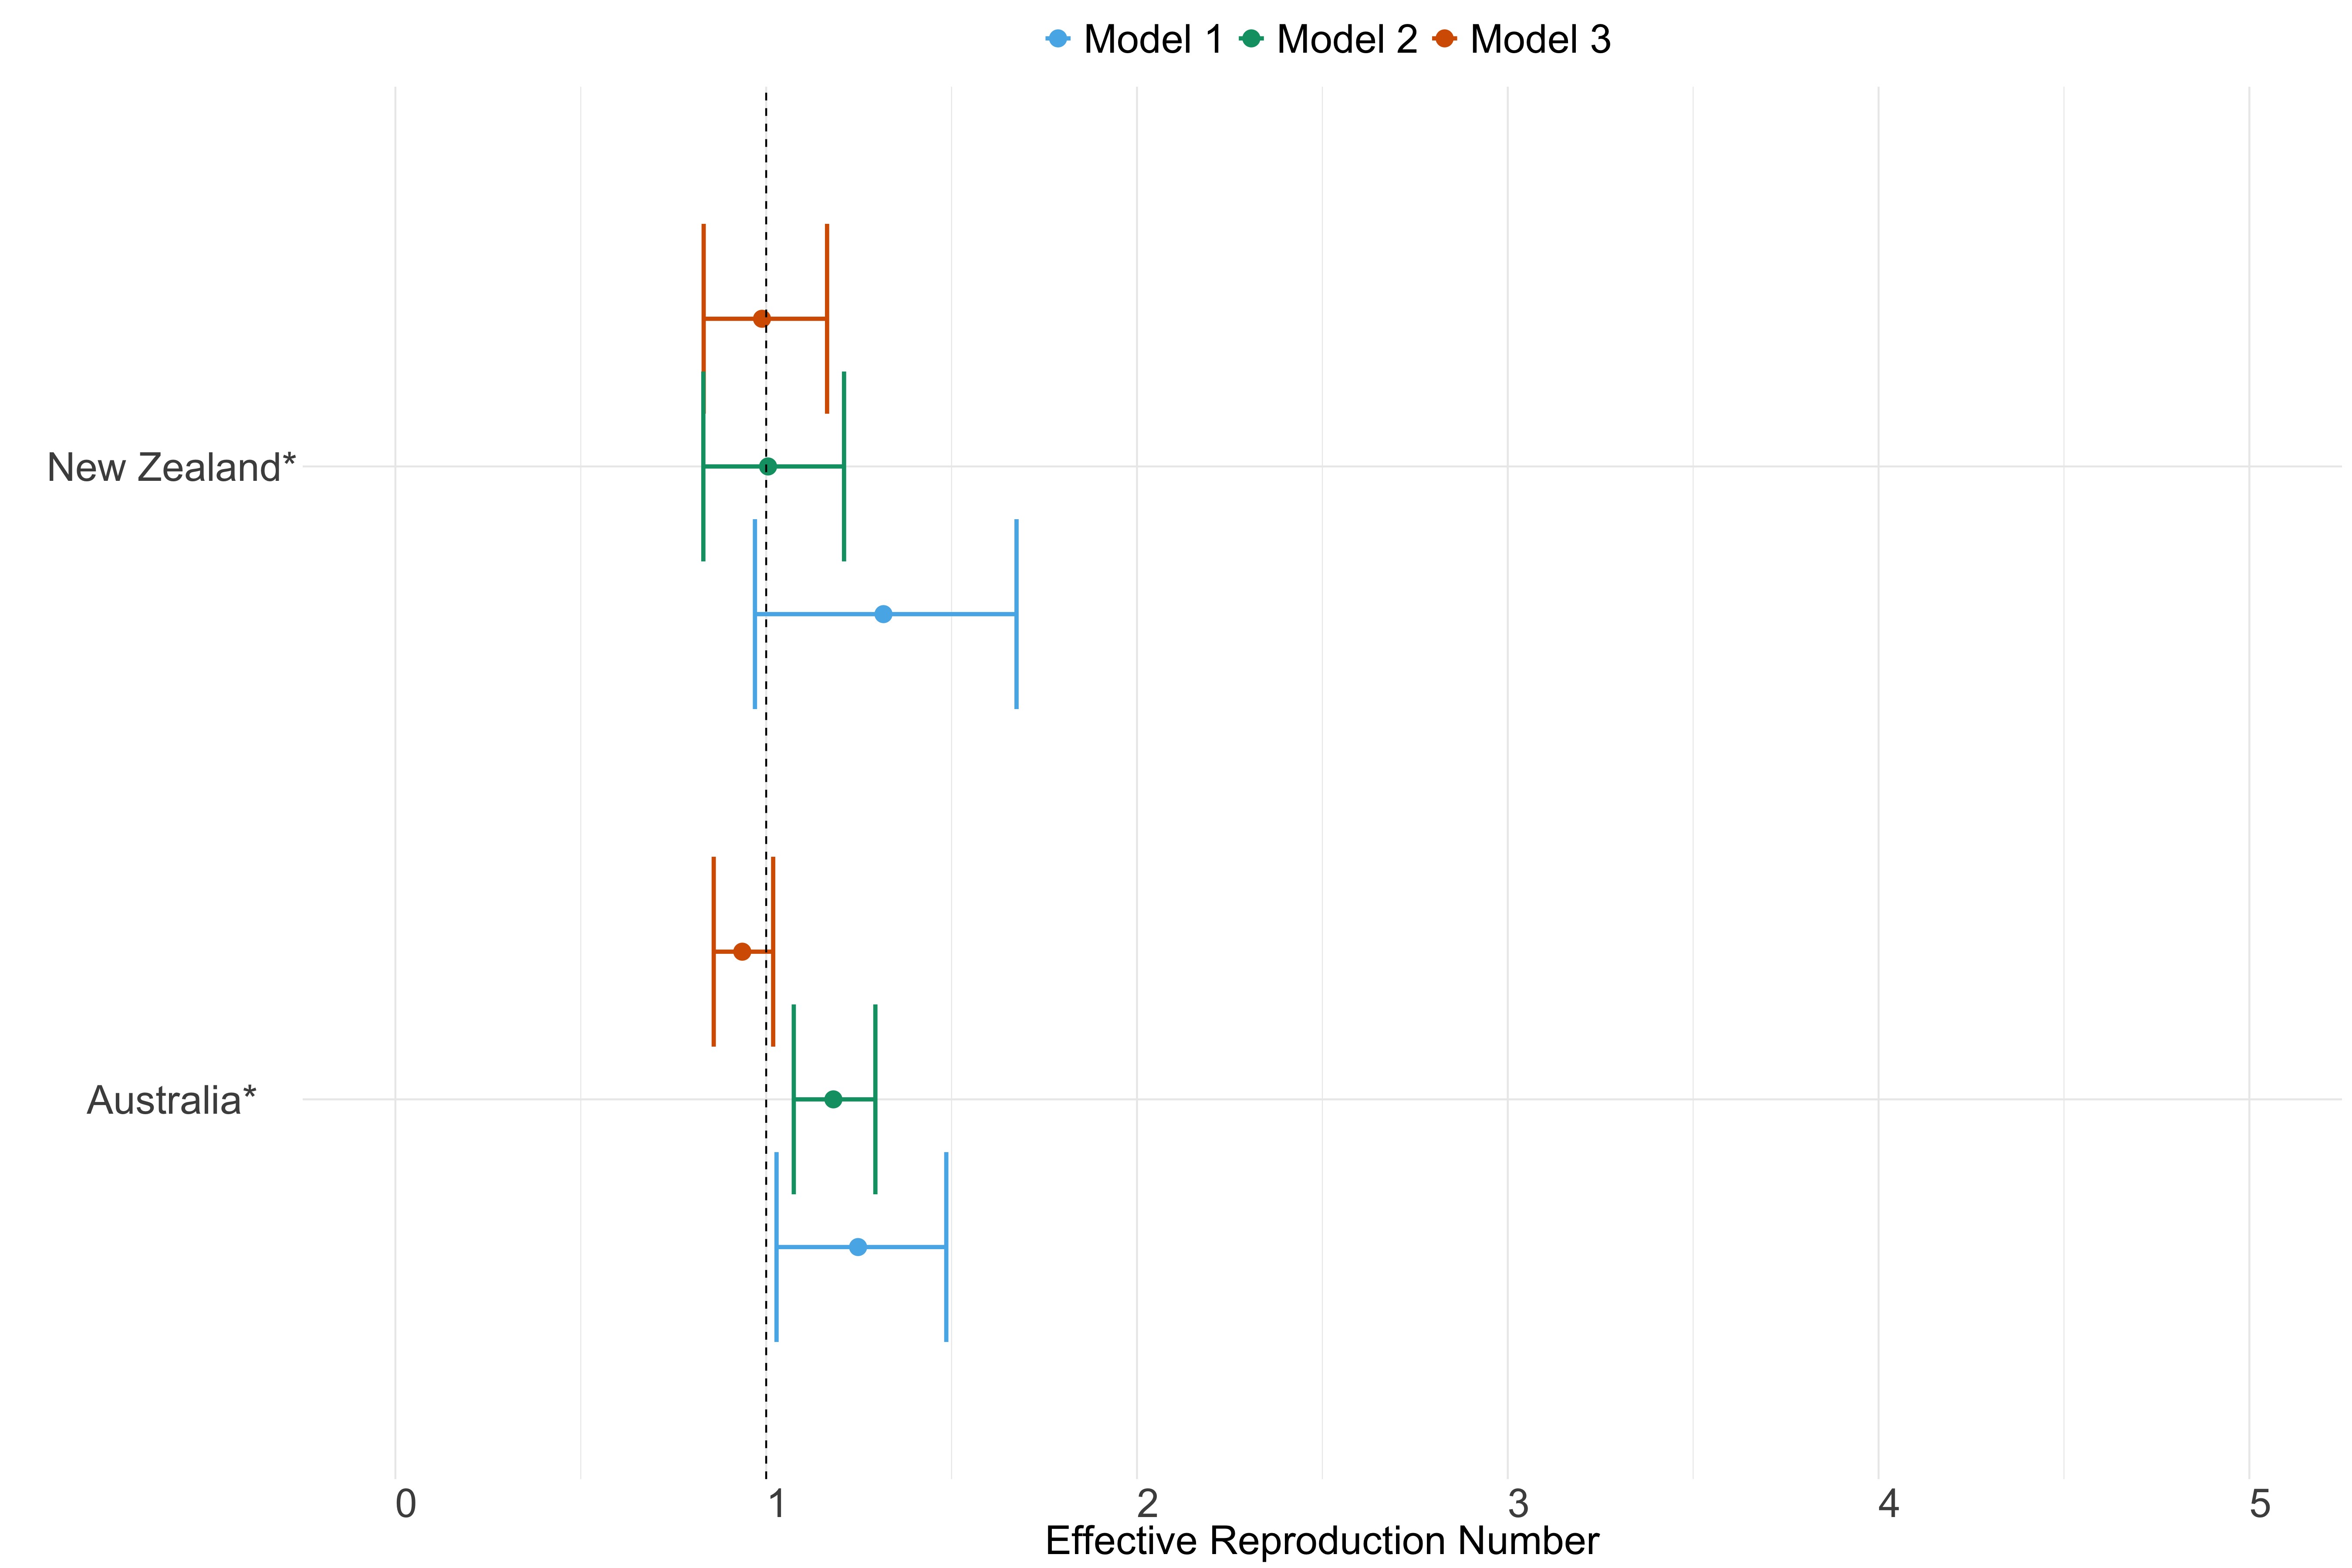 Model 1 Model 2 Model 3
New Zealand*
Australia*
0 1 2 3 4 5
Effective Reproduction Number